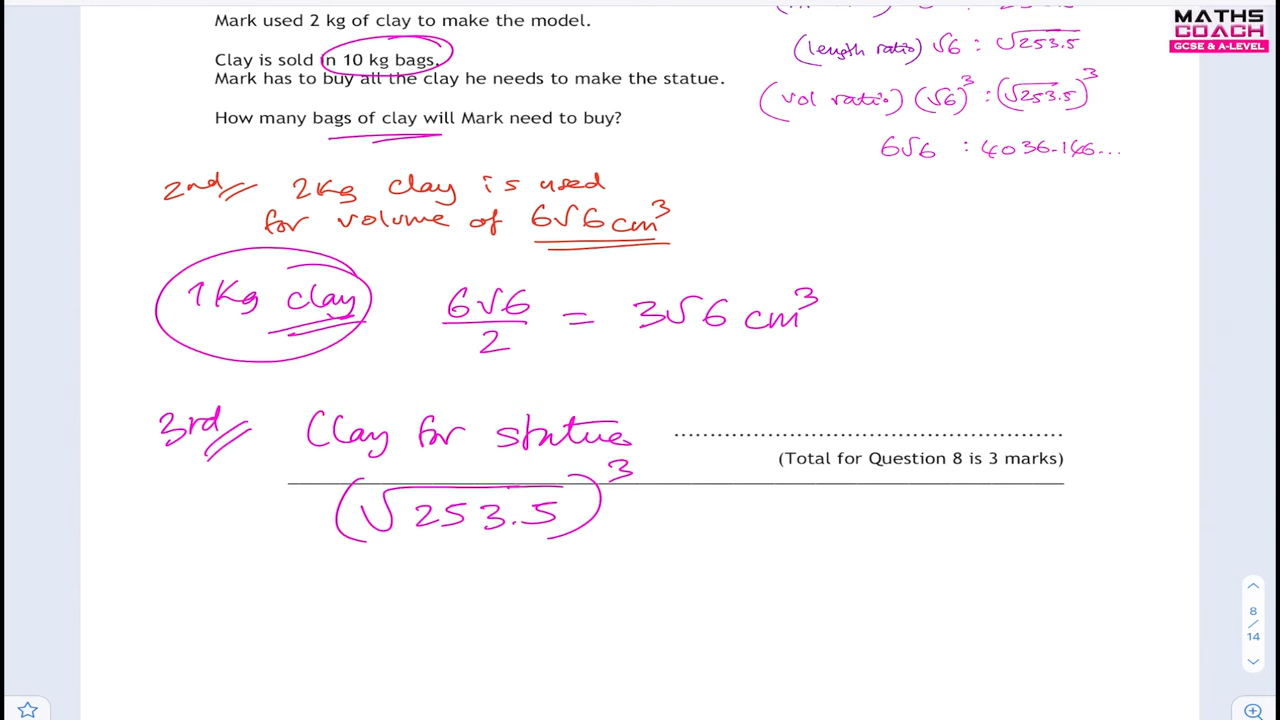 Mark used 2 kg of clay to make the model.
Clay is sold in 10 kg bags.
Mark has to buy all the clay he needs to make the statue.
How many bags of clay will Mark need to buy?
MATHS
COACH
GCSE & A-LEVEL
(length ratio) √6 : √253.5
(vol ratio) (√6)³ : (√253.5)³
6√6 : 4036.146...
2nd 2Kg clay is used
for volume of 6√6 cm³
1Kg clay 6√6/2 = 3√6 cm³
3rd Clay for statue
(√253.5)³
(Total for Question 8 is 3 marks)
8
/
14